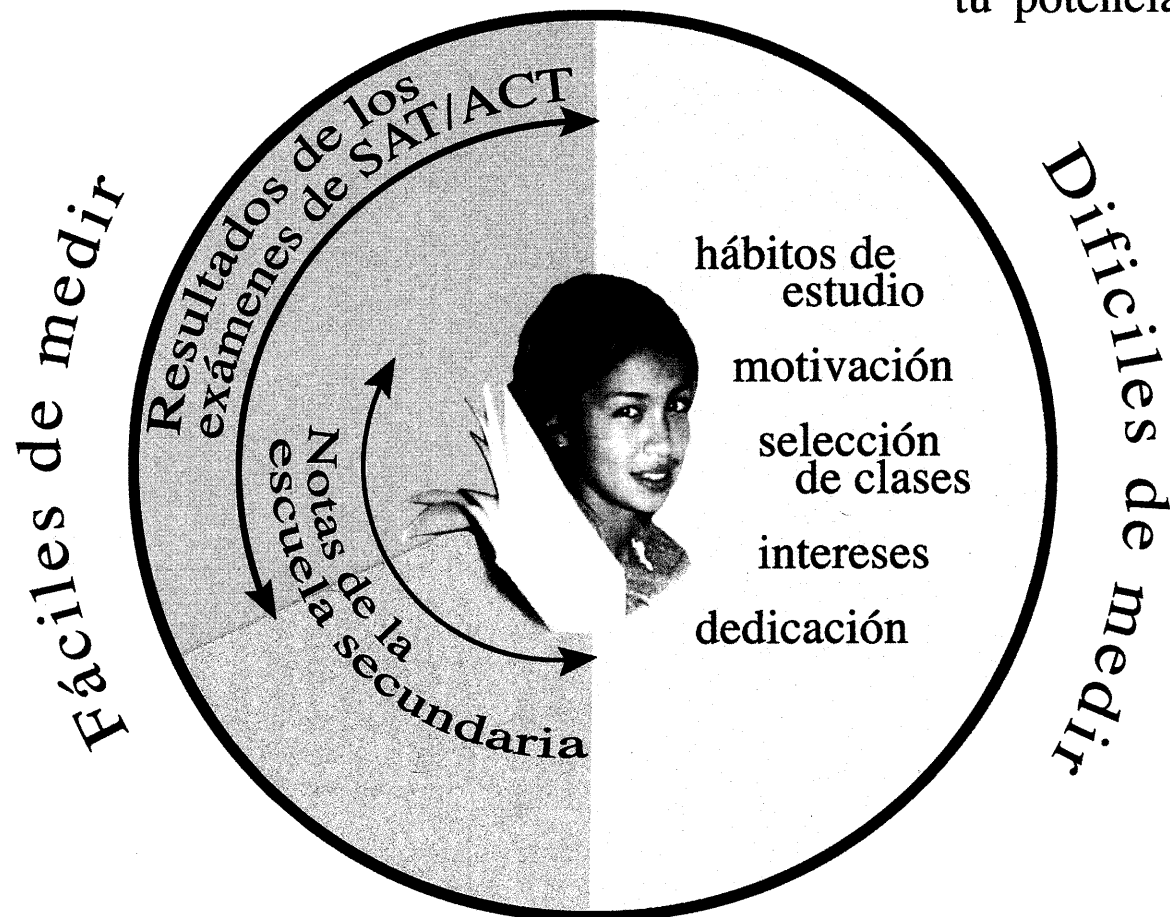 tu potencia
Fáciles de medir
Resultados de los
exámenes de SAT/ACT
Notas de la
escuela secundaria
hábitos de
estudio
motivación
selección
de clases
intereses
dedicación
Difíciles de medir